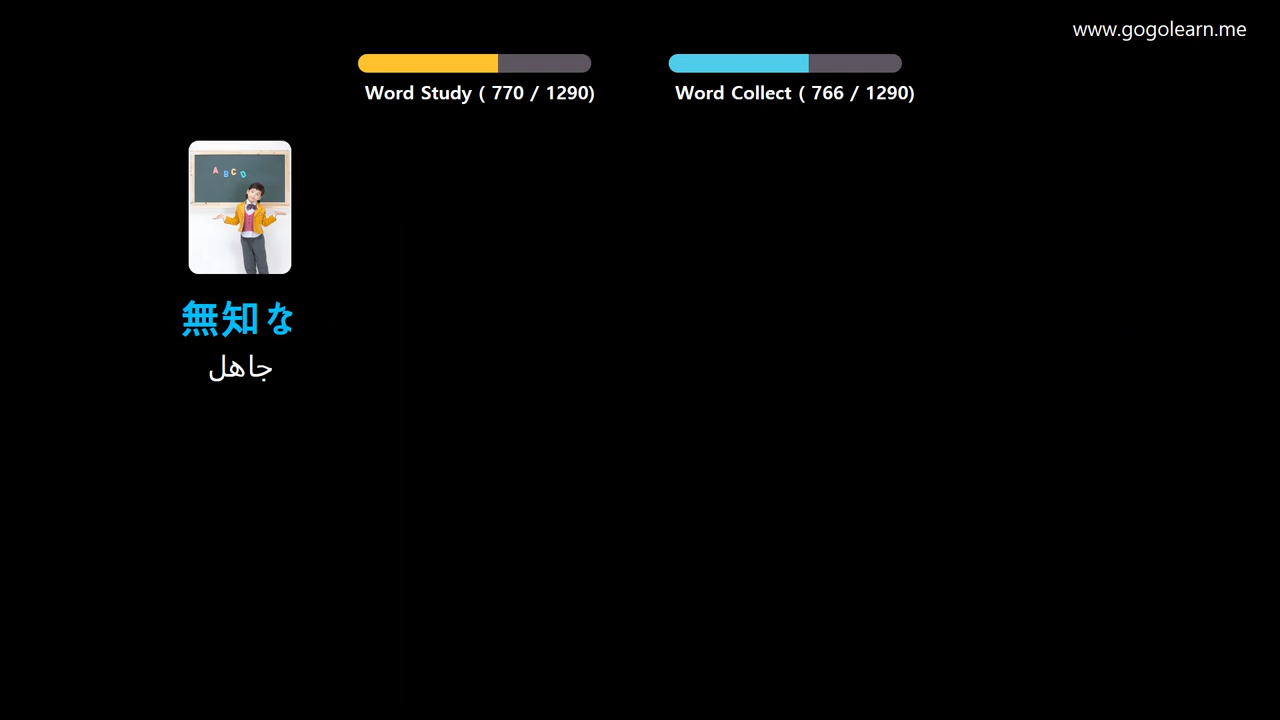 www.gogolearn.me
Word Study ( 770 / 1290)
Word Collect ( 766 / 1290)
A B C D
無知な
جاهل